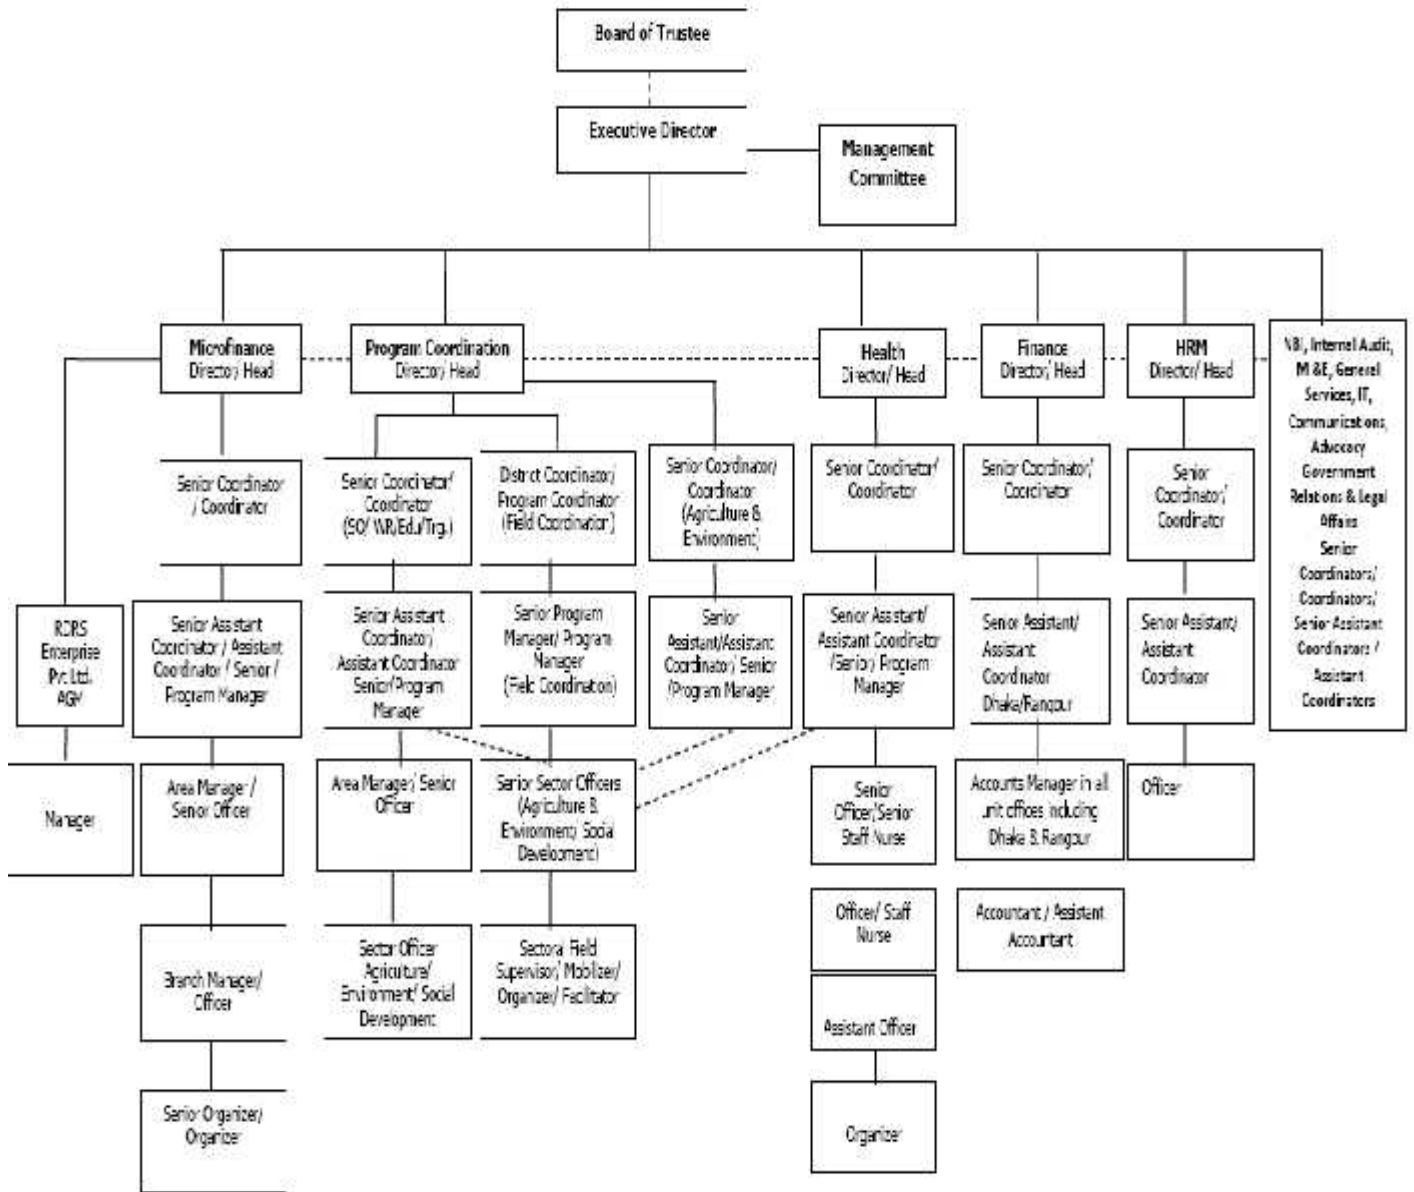 Board of Trustee
Executive Director
Management
Committee
Microfinance
Director/ Head
Program Coordination
Director/ Head
Health
Director/ Head
Finance
Director/ Head
HRM
Director/ Head
Internal Audit,
M &E, General
Services, IT,
Communications,
Advocacy
Government
Relations & Legal
Affairs
Senior
Coordinators/
Coordinators/
Senior Assistant
Coordinators /
Assistant
Coordinators
Senior Coordinator
/ Coordinator
Senior Coordinator/
Coordinator
(SO/ WR/Edu/Trg.)
District Coordinator/
Program Coordinator
(Field Coordination)
Senior Coordinator/
Coordinator
(Agriculture &
Environment)
Senior Coordinator/
Coordinator
Senior Coordinator/
Coordinator
Senior
Coordinator/
Coordinator
RDRS
Enterprise
Pvt Ltd.
AGM
Senior Assistant
Coordinator / Assistant
Coordinator / Senior /
Program Manager
Senior Assistant
Coordinator/
Assistant Coordinator
Senior/Program
Manager
Senior Program
Manager/ Program
Manager
(Field Coordination)
Senior
Assistant/Assistant
Coordinator/ Senior
/Program Manager
Senior Assistant/
Assistant Coordinator
/Senior/ Program
Manager
Senior Assistant/
Assistant
Coordinator
Dhaka/Rangpur
Senior Assistant/
Assistant
Coordinator
Manager
Area Manager /
Senior Officer
Area Manager/ Senior
Officer
Senior Sector Officers
(Agriculture &
Environment/ Social
Development)
Senior
Officer/Senior
Staff Nurse
Accounts Manager in all
unit offices including
Dhaka & Rangpur
Officer
Branch Manager/
Officer
Sector Officer
Agriculture/
Environment/ Social
Development
Sectoral Field
Supervisor/ Mobilizer/
Organizer/ Facilitator
Officer/ Staff
Nurse
Accountant / Assistant
Accountant
Assistant Officer
Senior Organizer/
Organizer
Organizer